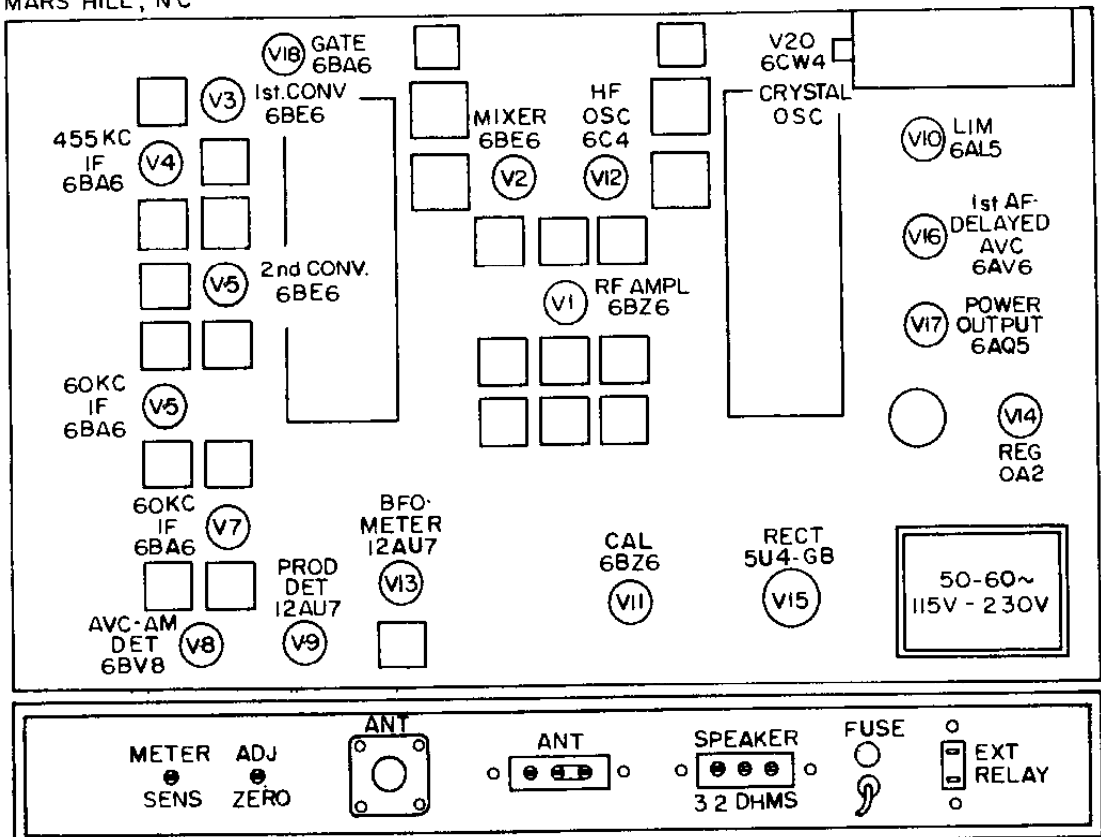 MARS HILL, NC
V18
GATE
6BA6
V20
6CW4
V3
1st. CONV
6BE6
MIXER
6BE6
V2
HF
OSC
6C4
V12
CRYSTAL
OSC
V10
LIM
6AL5
455KC
IF
6BA6
V4
V16
1st AF-
DELAYED
AVC
6AV6
V5
2nd CONV.
6BE6
V1
RF AMPL
6BZ6
V17
POWER
OUTPUT
6AQ5
60KC
IF
6BA6
V5
V14
REG
OA2
60KC
IF
6BA6
V7
BFO-
METER
12AU7
V13
CAL
6BZ6
V11
RECT
5U4-GB
V15
50-60~
115V-230V
PROD
DET
12AU7
V9
AVC-AM
DET
6BV8
V8
METER
SENS
ADJ
ZERO
ANT
ANT
SPEAKER
3 2 DHMS
FUSE
EXT
RELAY